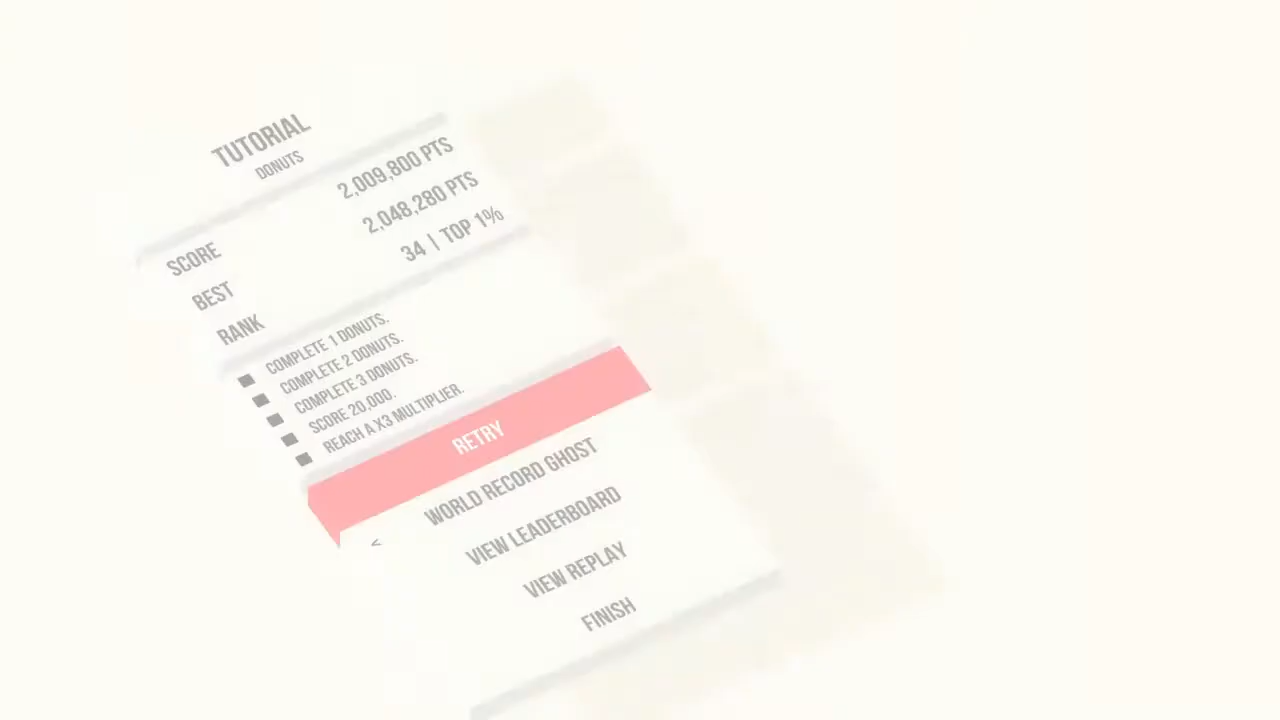 TUTORIAL
DONUTS
SCORE 2,009,800 PTS
BEST 2,048,280 PTS
RANK 34 | TOP 1%
COMPLETE 1 DONUTS.
COMPLETE 2 DONUTS.
COMPLETE 3 DONUTS.
SCORE 20,000.
REACH A X3 MULTIPLIER.
RETRY
< WORLD RECORD GHOST
VIEW LEADERBOARD
VIEW REPLAY
FINISH